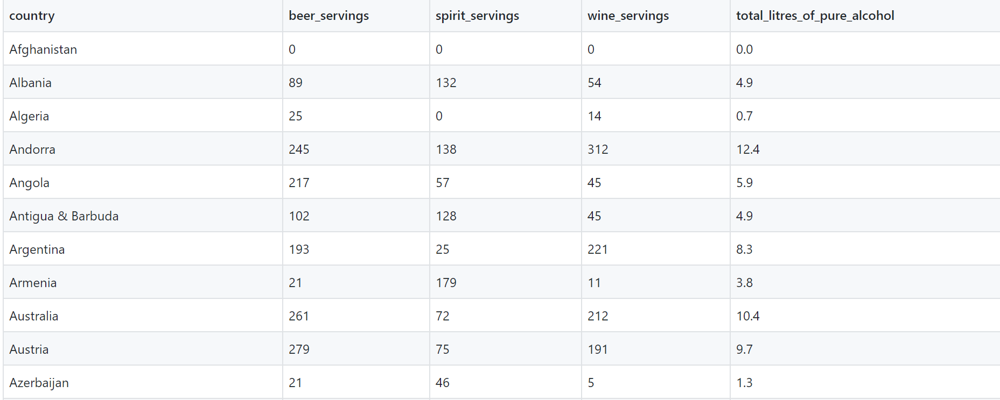 country beer_servings spirit_servings wine_servings total_litres_of_pure_alcohol
Afghanistan 0 0 0 0.0
Albania 89 132 54 4.9
Algeria 25 0 14 0.7
Andorra 245 138 312 12.4
Angola 217 57 45 5.9
Antigua & Barbuda 102 128 45 4.9
Argentina 193 25 221 8.3
Armenia 21 179 11 3.8
Australia 261 72 212 10.4
Austria 279 75 191 9.7
Azerbaijan 21 46 5 1.3